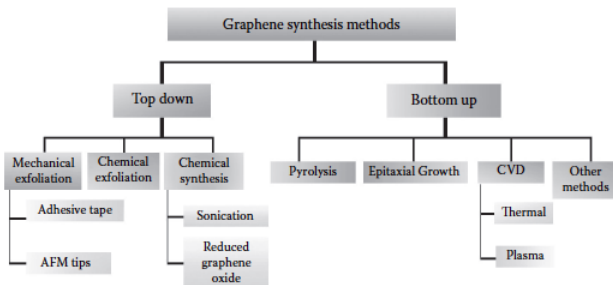 Graphene synthesis methods
Top down
Bottom up
Mechanical
exfoliation
Chemical
exfoliation
Chemical
synthesis
Pyrolysis
Epitaxial Growth
CVD
Other
methods
Adhesive tape
Sonication
Thermal
AFM tips
Reduced
graphene
oxide
Plasma